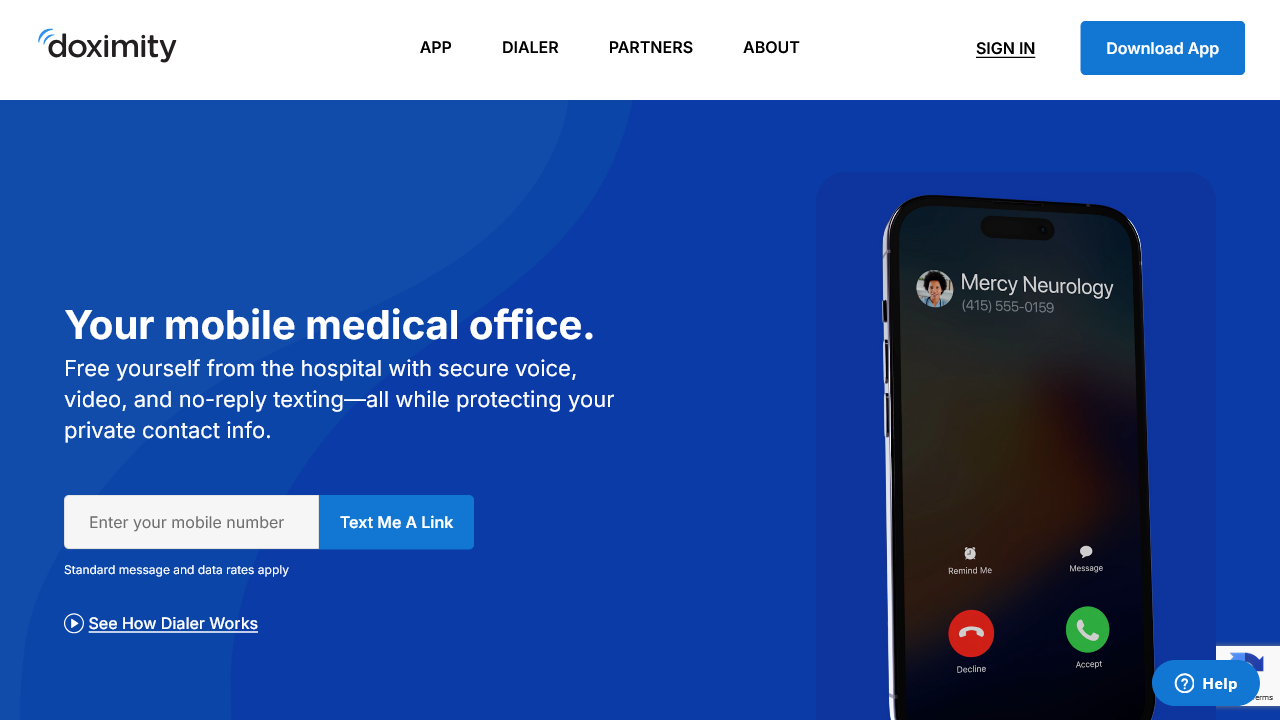 doximity
APP
DIALER
PARTNERS
ABOUT
SIGN IN
Download App
Your mobile medical office.
Free yourself from the hospital with secure voice,
video, and no-reply texting—all while protecting your
private contact info.
Enter your mobile number
Text Me A Link
Standard message and data rates apply
See How Dialer Works
Mercy Neurology
(415) 555-0159
Remind Me
Message
Decline
Accept
Help